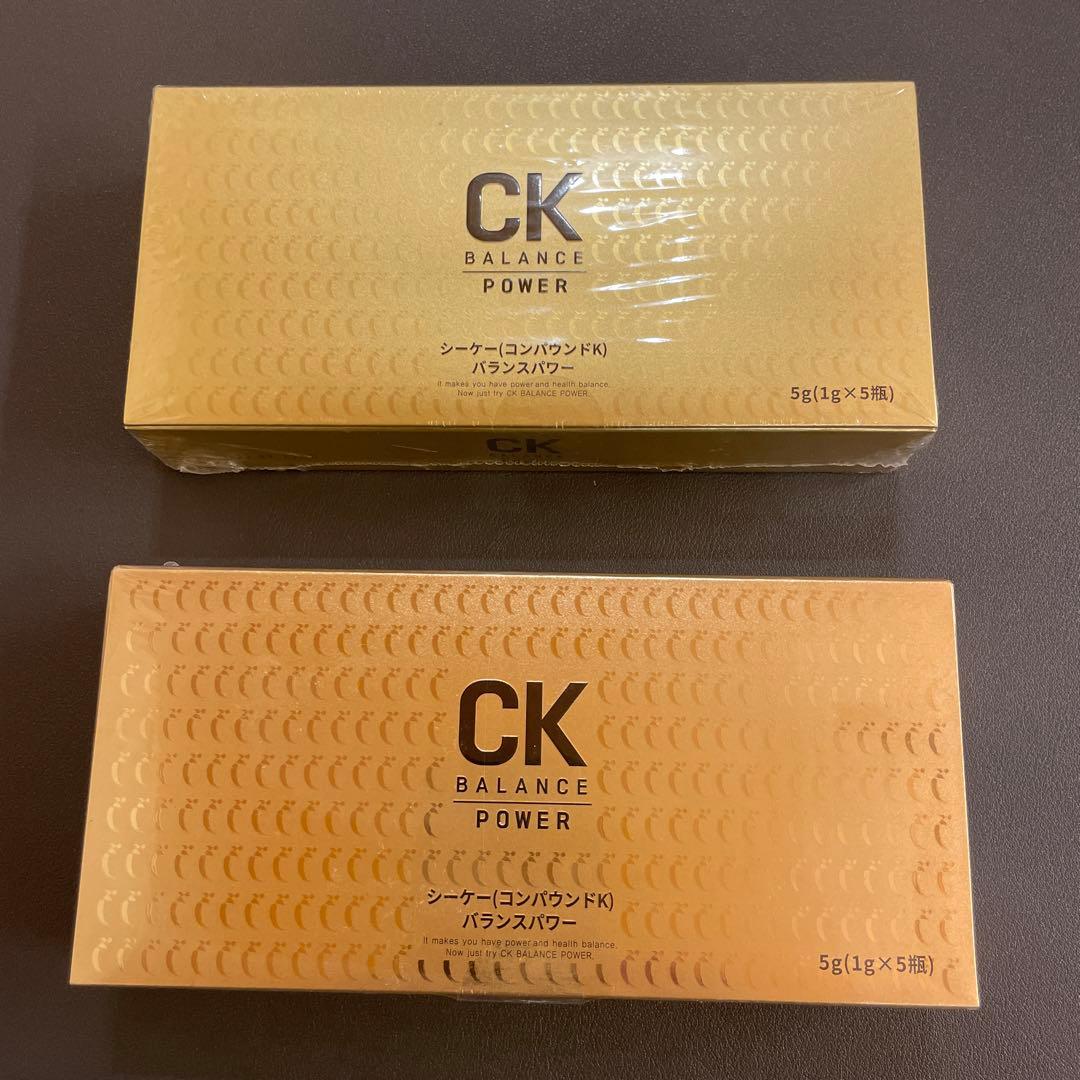 CK
BALANCE
POWER
シーケー(コンパウンドK)
バランスパワー
It makes you have power and health balance.
Now just try CK BALANCE POWER.
5g(1g×5瓶)
CK
CK
BALANCE
POWER
シーケー(コンパウンドK)
バランスパワー
It makes you have power and health balance.
Now just try CK BALANCE POWER.
5g(1g×5瓶)